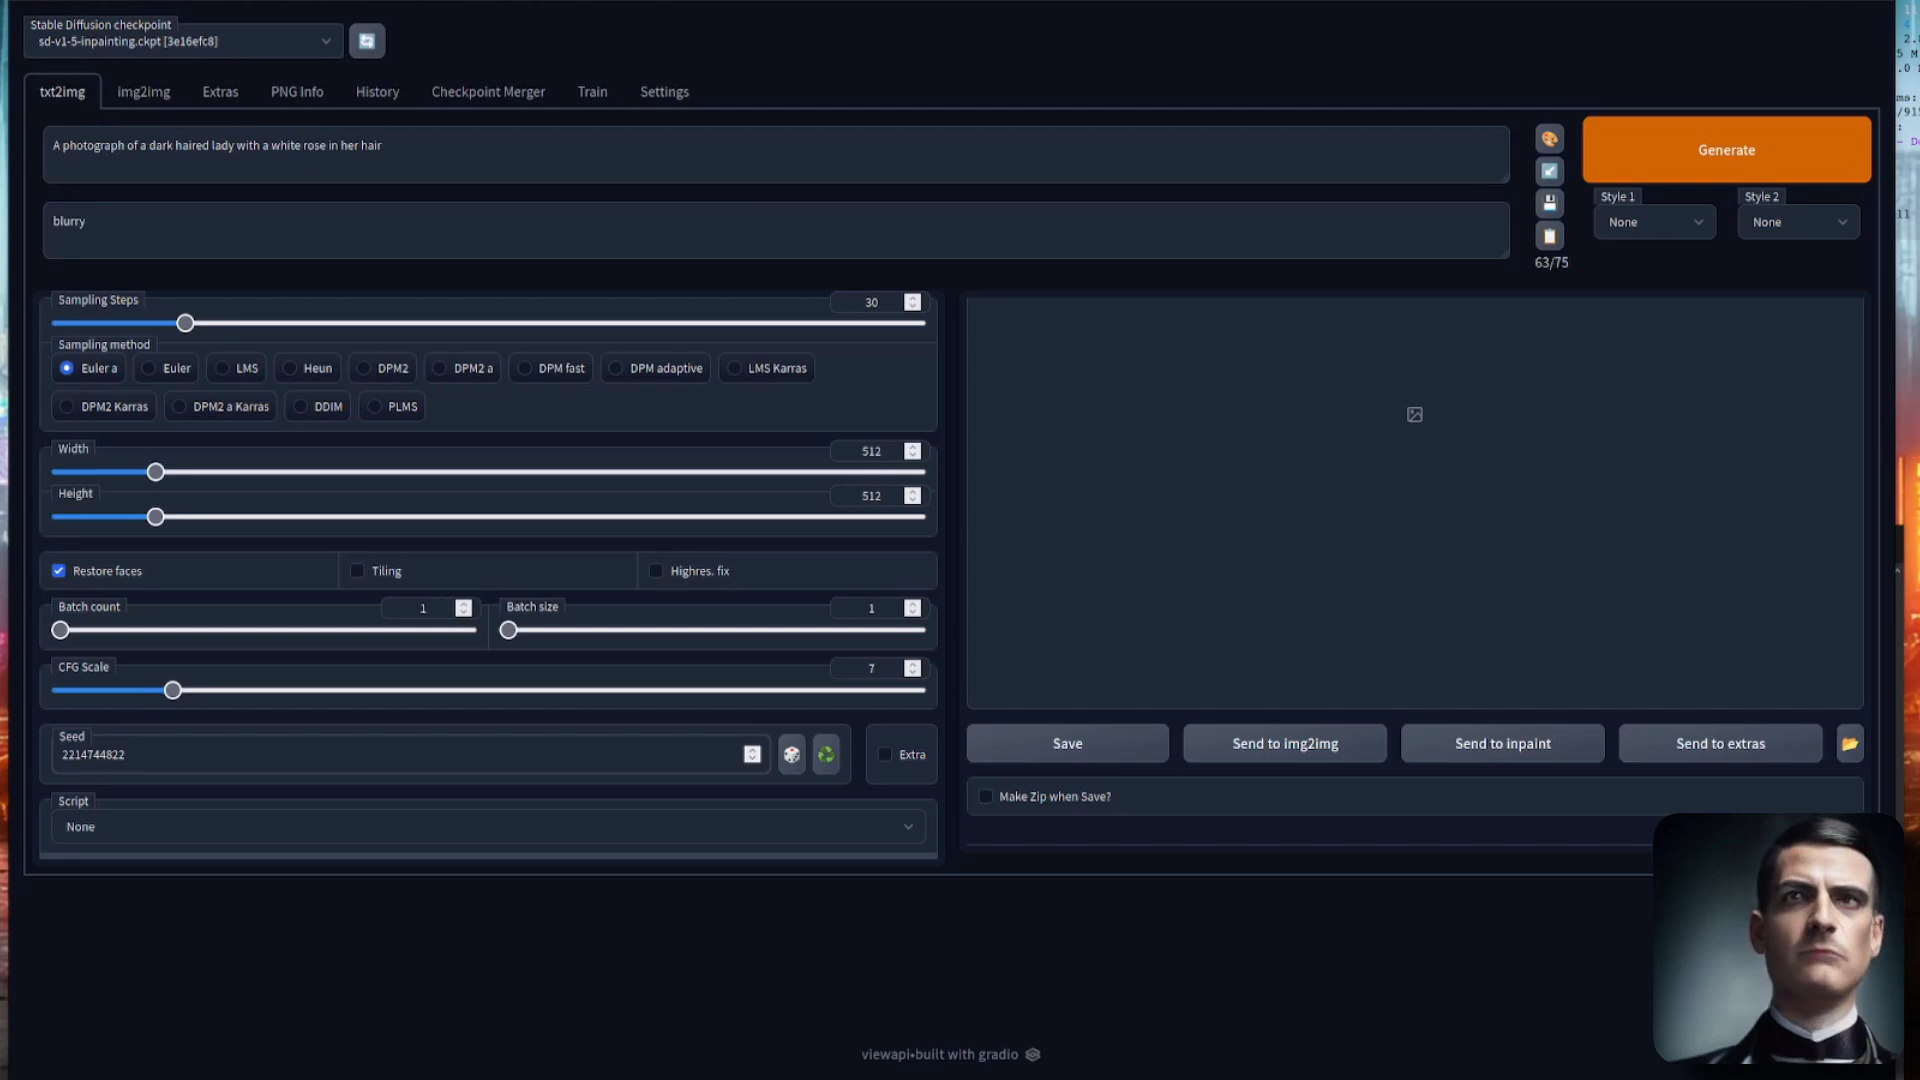 Stable Diffusion checkpoint
sd-v1-5-inpainting.ckpt [3e16efc8]
txt2img img2img Extras PNG Info History Checkpoint Merger Train Settings
A photograph of a dark haired lady with a white rose in her hair
Generate
Style 1 Style 2
None None
blurry
63/75
Sampling Steps 30
Sampling method
Euler a Euler LMS Heun DPM2 DPM2 a DPM fast DPM adaptive LMS Karras
DPM2 Karras DPM2 a Karras DDIM PLMS
Width 512
Height 512
Restore faces Tiling Highres. fix
Batch count 1 Batch size 1
CFG Scale 7
Seed
2214744822
Extra
Script
None
Save Send to img2img Send to inpaint Send to extras
Make Zip when Save?
viewapi•built with gradio